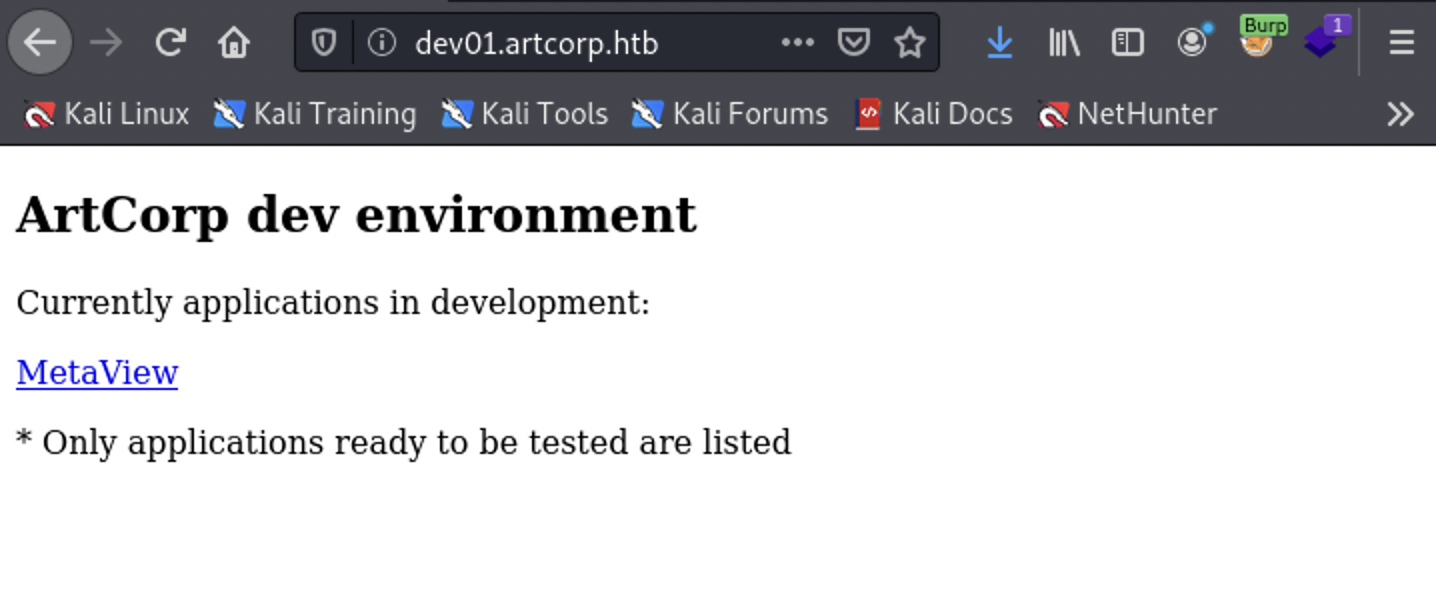 dev01.artcorp.htb
Burp
1
Kali Linux Kali Training Kali Tools Kali Forums Kali Docs NetHunter
ArtCorp dev environment
Currently applications in development:
MetaView
* Only applications ready to be tested are listed